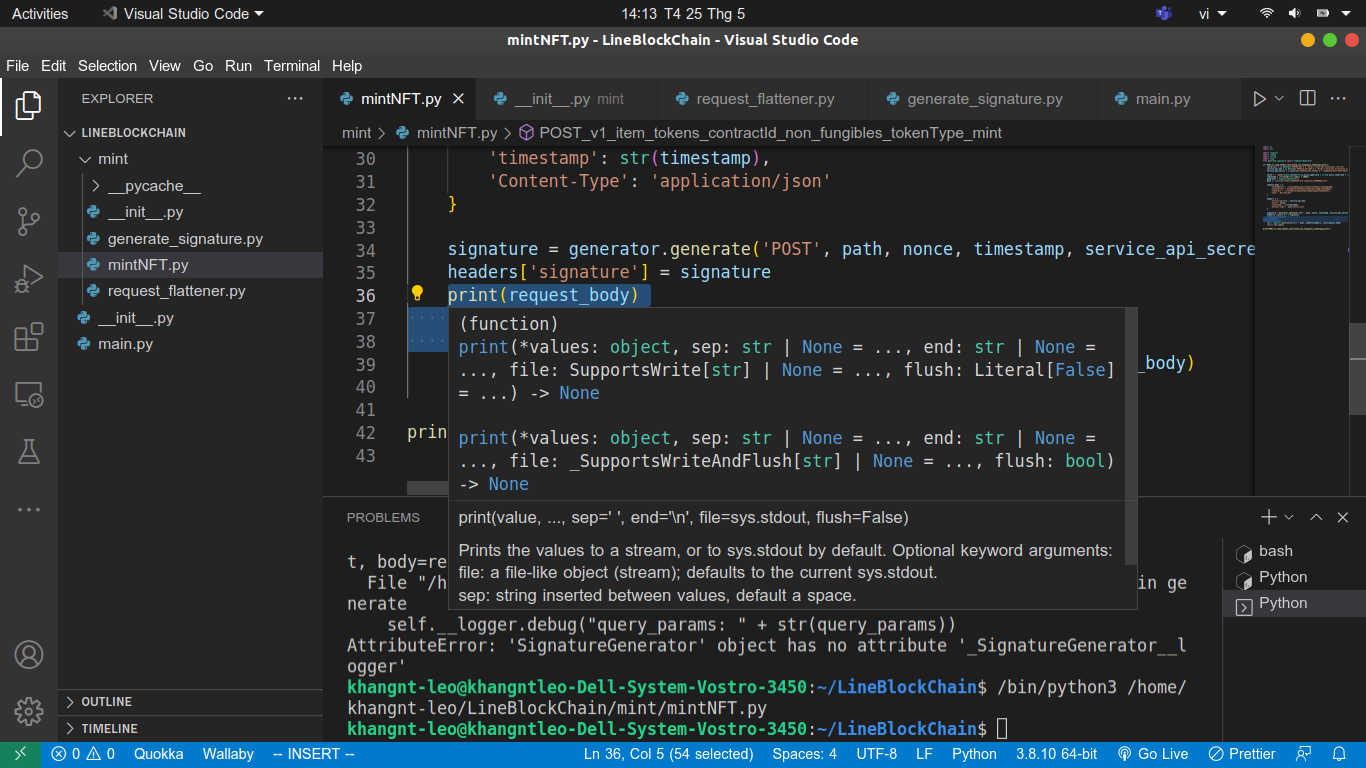 Activities Visual Studio Code 14:13 T4 25 Thg 5 vi
mintNFT.py - LineBlockChain - Visual Studio Code
File Edit Selection View Go Run Terminal Help
EXPLORER
LINEBLOCKCHAIN
mint
__pycache__
__init__.py
generate_signature.py
mintNFT.py
request_flattener.py
__init__.py
main.py
OUTLINE
TIMELINE
mintNFT.py __init__.py mint request_flattener.py generate_signature.py main.py
mint > mintNFT.py > POST_v1_item_tokens_contractId_non_fungibles_tokenType_mint
30 'timestamp': str(timestamp),
31 'Content-Type': 'application/json'
32 }
33
34 signature = generator.generate('POST', path, nonce, timestamp, service_api_secre
35 headers['signature'] = signature
36 print(request_body)
37
38
39 _body)
40
41
42 prin
43
(function)
print(*values: object, sep: str | None = ..., end: str | None =
..., file: SupportsWrite[str] | None = ..., flush: Literal[False]
= ...) -> None
print(*values: object, sep: str | None = ..., end: str | None =
..., file: _SupportsWriteAndFlush[str] | None = ..., flush: bool)
-> None
print(value, ..., sep=' ', end='\n', file=sys.stdout, flush=False)
Prints the values to a stream, or to sys.stdout by default. Optional keyword arguments:
file: a file-like object (stream); defaults to the current sys.stdout.
sep: string inserted between values, default a space.
PROBLEMS
t, body=re
File "/h in ge
nerate
self.__logger.debug("query_params: " + str(query_params))
AttributeError: 'SignatureGenerator' object has no attribute '_SignatureGenerator__l
ogger'
khangnt-leo@khangntleo-Dell-System-Vostro-3450:~/LineBlockChain$ /bin/python3 /home/
khangnt-leo/LineBlockChain/mint/mintNFT.py
khangnt-leo@khangntleo-Dell-System-Vostro-3450:~/LineBlockChain$
bash
Python
Python
0 0 Quokka Wallaby -- INSERT -- Ln 36, Col 5 (54 selected) Spaces: 4 UTF-8 LF Python 3.8.10 64-bit Go Live Prettier